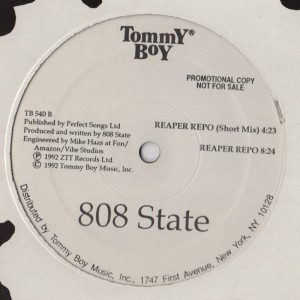 Tommy®
BOY
PROMOTIONAL COPY
NOT FOR SALE
TB 540 B
Published by Perfect Songs Ltd
Produced and written by 808 State
Engineered by Mike Haas at Fon/
Amazon/Vibe Studios
℗ 1992 ZTT Records Ltd.
© 1992 Tommy Boy Music, Inc.
REAPER REPO (Short Mix) 4:23
REAPER REPO 8:24
808 State
Distributed by Tommy Boy Music, Inc., 1747 First Avenue, New York, NY 10128